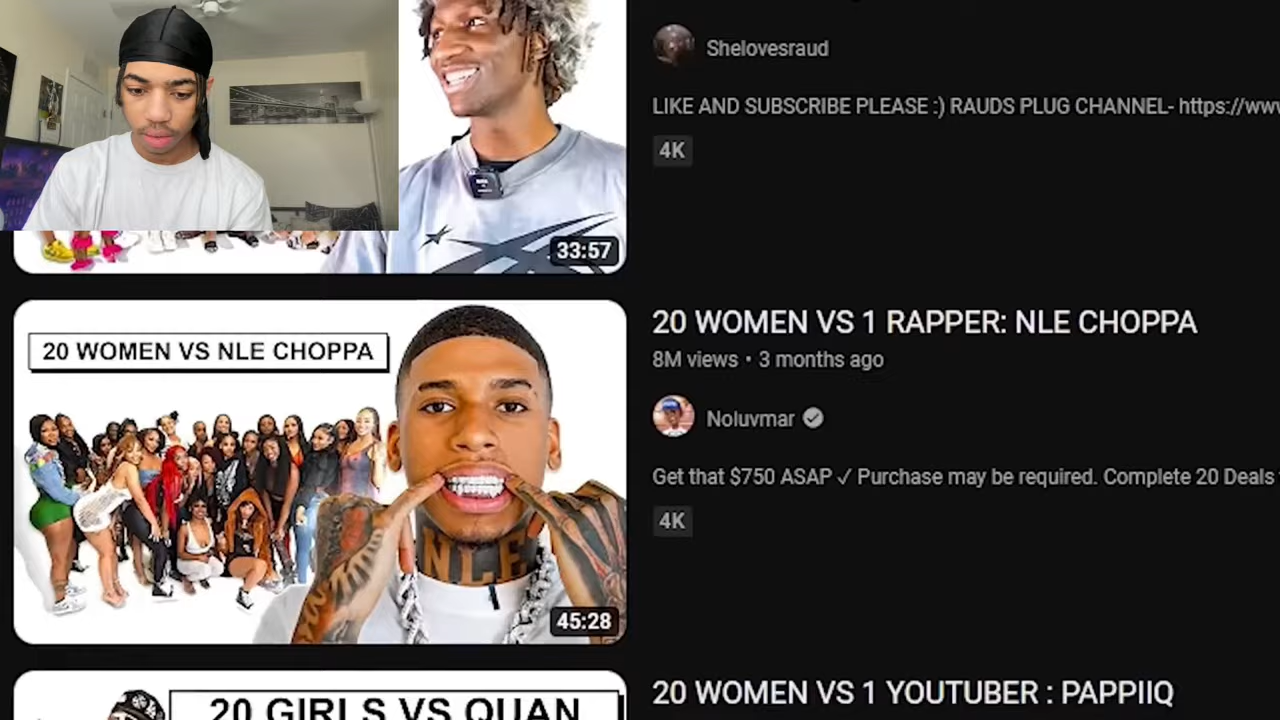 Shelovesraud
LIKE AND SUBSCRIBE PLEASE :) RAUDS PLUG CHANNEL- https://www
4K
33:57
20 WOMEN VS NLE CHOPPA
NLE
45:28
20 WOMEN VS 1 RAPPER: NLE CHOPPA
8M views • 3 months ago
Noluvmar
Get that $750 ASAP ✓ Purchase may be required. Complete 20 Deals
4K
20 GIRLS VS QUAN
20 WOMEN VS 1 YOUTUBER : PAPPIIQ